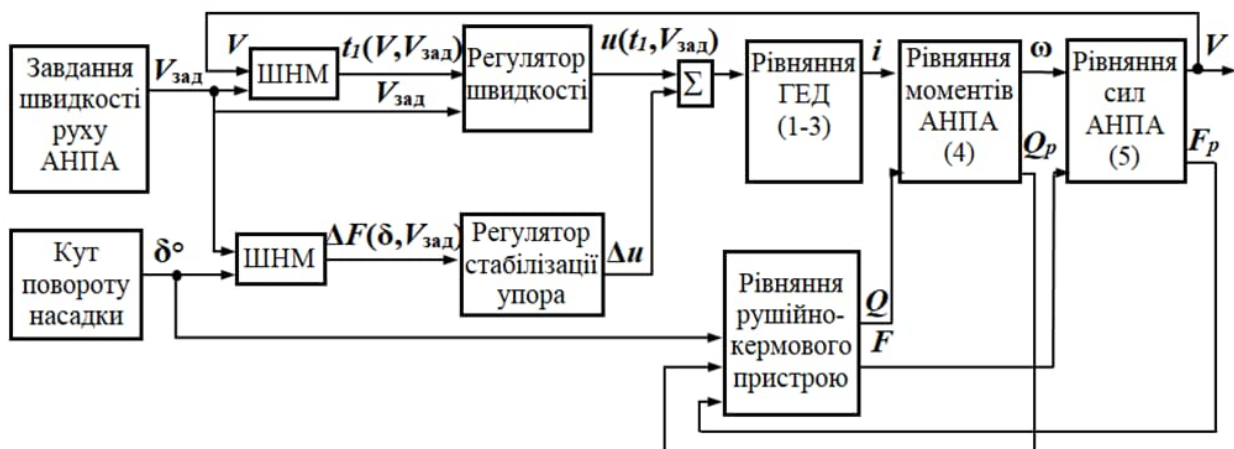 Завдання
швидкості
руху
АНПА
Vзад
V
ШНМ
t1(V,Vзад)
Vзад
Регулятор
швидкості
u(t1,Vзад)
Σ
Рівняння
ГЕД
(1-3)
i
Рівняння
моментів
АНПА
(4)
ω
Qp
Рівняння
сил
АНПА
(5)
V
Fp
Кут
повороту
насадки
δ°
ШНМ
ΔF(δ,Vзад)
Регулятор
стабілізації
упора
Δu
Рівняння
рушійно-
кермового
пристрою
Q
F